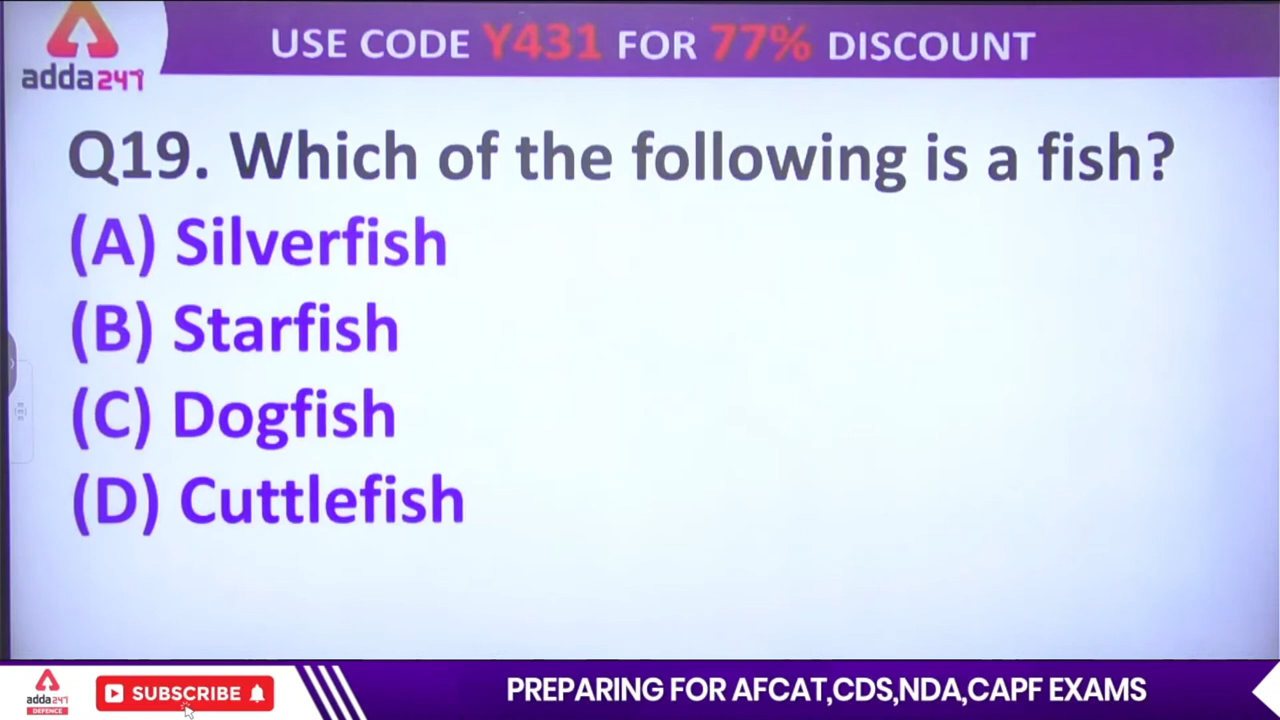 USE CODE Y431 FOR 77% DISCOUNT
adda247
Q19. Which of the following is a fish?
(A) Silverfish
(B) Starfish
(C) Dogfish
(D) Cuttlefish
adda247
DEFENCE
SUBSCRIBE
PREPARING FOR AFCAT,CDS,NDA,CAPF EXAMS